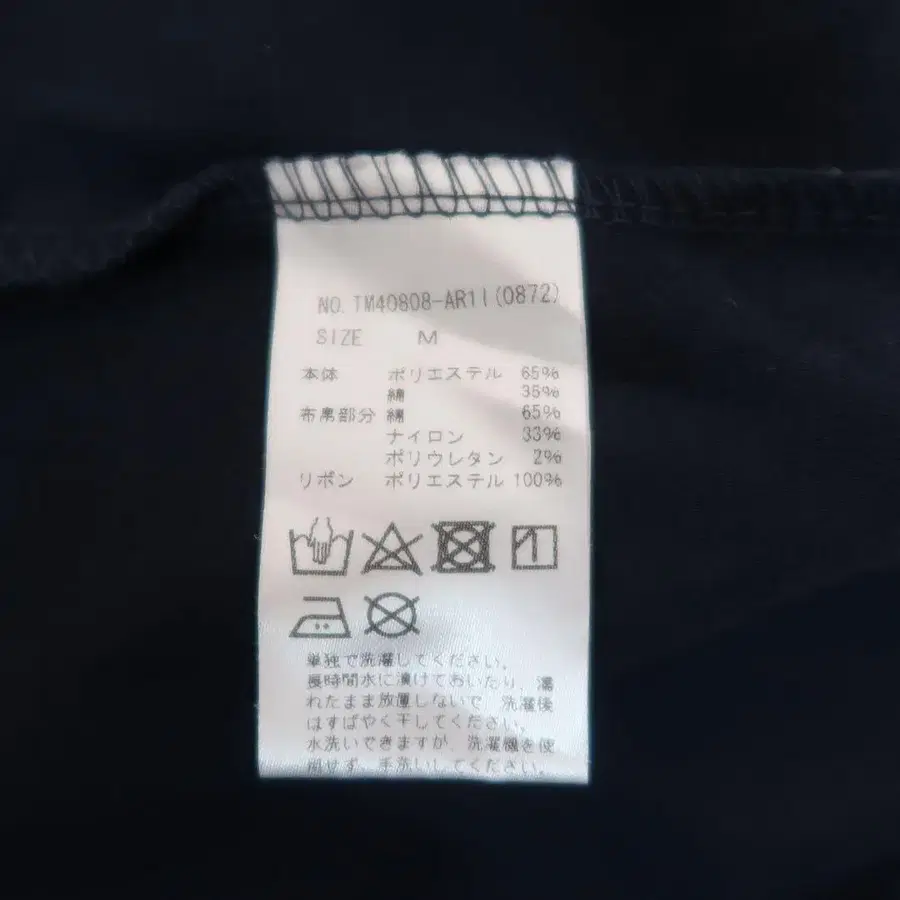 NO. TM40808-AR1I(0872)
SIZE M
本体 ポリエステル 65%
綿 35%
布帛部分 綿 65%
ナイロン 33%
ポリウレタン 2%
リボン ポリエステル 100%
単独で洗濯してください。
長時間水に漬けておいたり、濡
れたまま放置しないで、洗濯後
はすばやく干してください。
水洗いできますが、洗濯機を使
用せず、手洗いしてください。